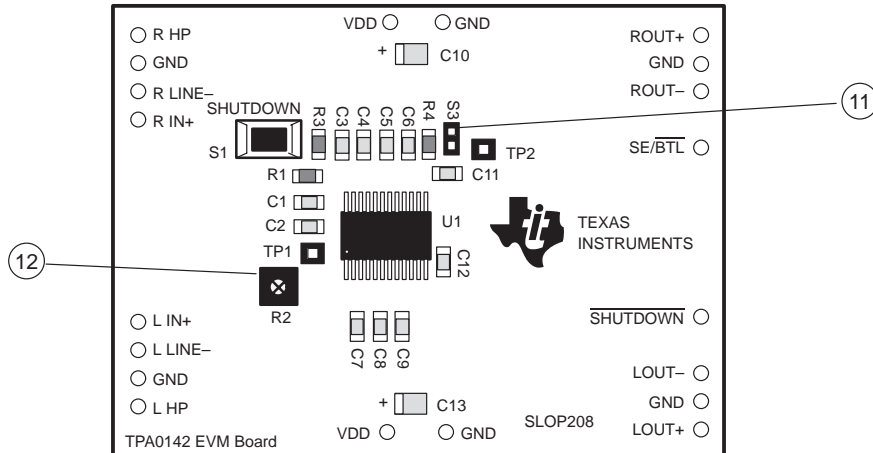 VDD
GND
R HP
GND
R LINE–
R IN+
+
C10
ROUT+
GND
ROUT–
11
SHUTDOWN
S1
R3
C3
C4
C5
C6
R4
S3
TP2
SE/BTL
R1
C11
C1
C2
U1
TEXAS
INSTRUMENTS
TP1
C12
12
R2
L IN+
L LINE–
GND
L HP
C7
C8
C9
SHUTDOWN
LOUT–
GND
LOUT+
+
C13
SLOP208
VDD
GND
TPA0142 EVM Board